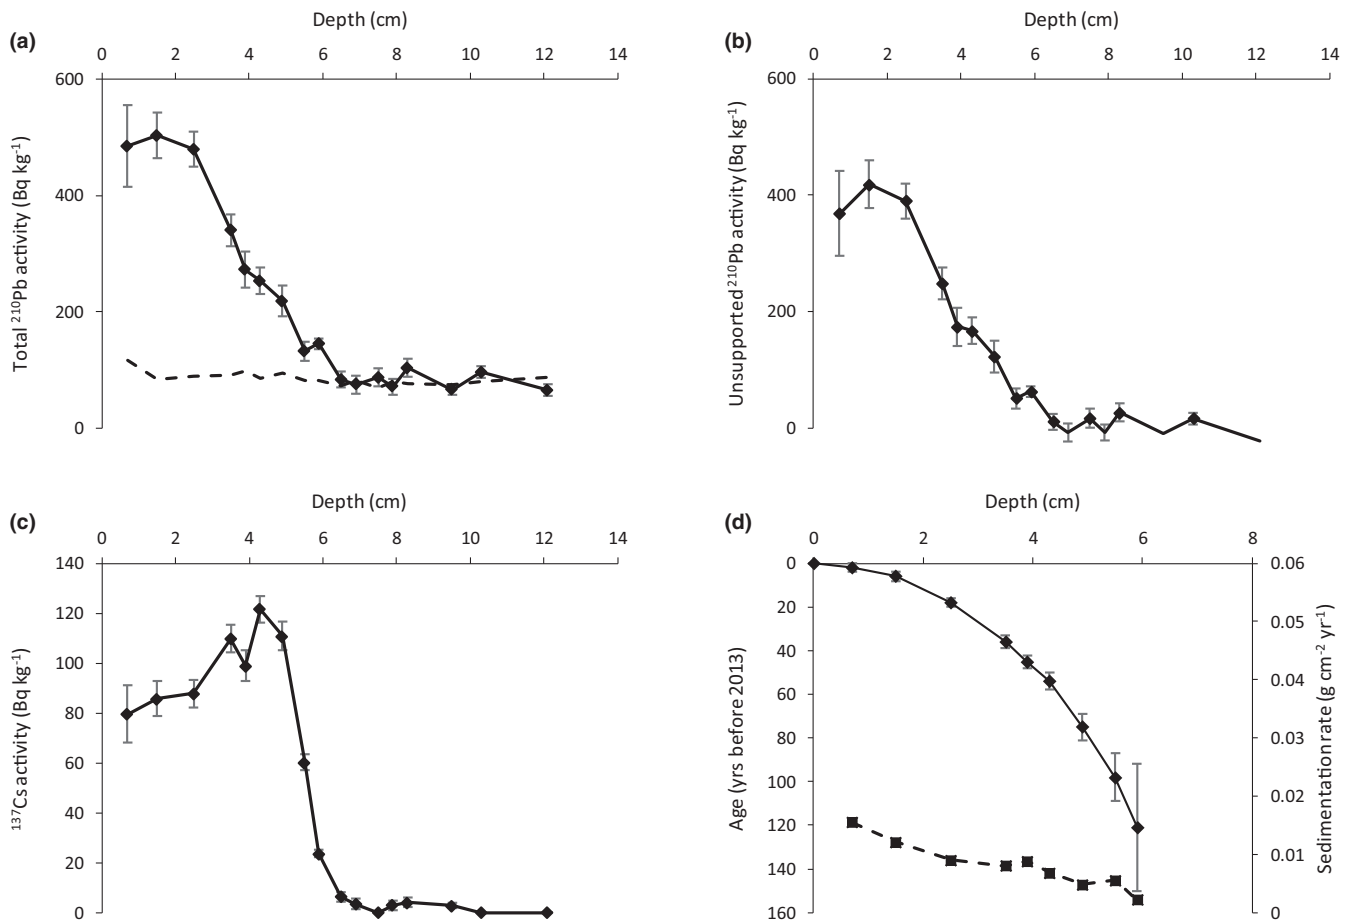 (a)
Depth (cm)
0 2 4 6 8 10 12 14
600
400
200
0
Total ²¹⁰Pb activity (Bq kg⁻¹)
(b)
Depth (cm)
0 2 4 6 8 10 12 14
600
400
200
0
Unsupported ²¹⁰Pb activity (Bq kg⁻¹)
(c)
Depth (cm)
0 2 4 6 8 10 12 14
140
120
100
80
60
40
20
0
¹³⁷Cs activity (Bq kg⁻¹)
(d)
Depth (cm)
0 2 4 6 8
0
20
40
60
80
100
120
140
160
Age (yrs before 2013)
0.06
0.05
0.04
0.03
0.02
0.01
0
Sedimentation rate (g cm⁻² yr⁻¹)